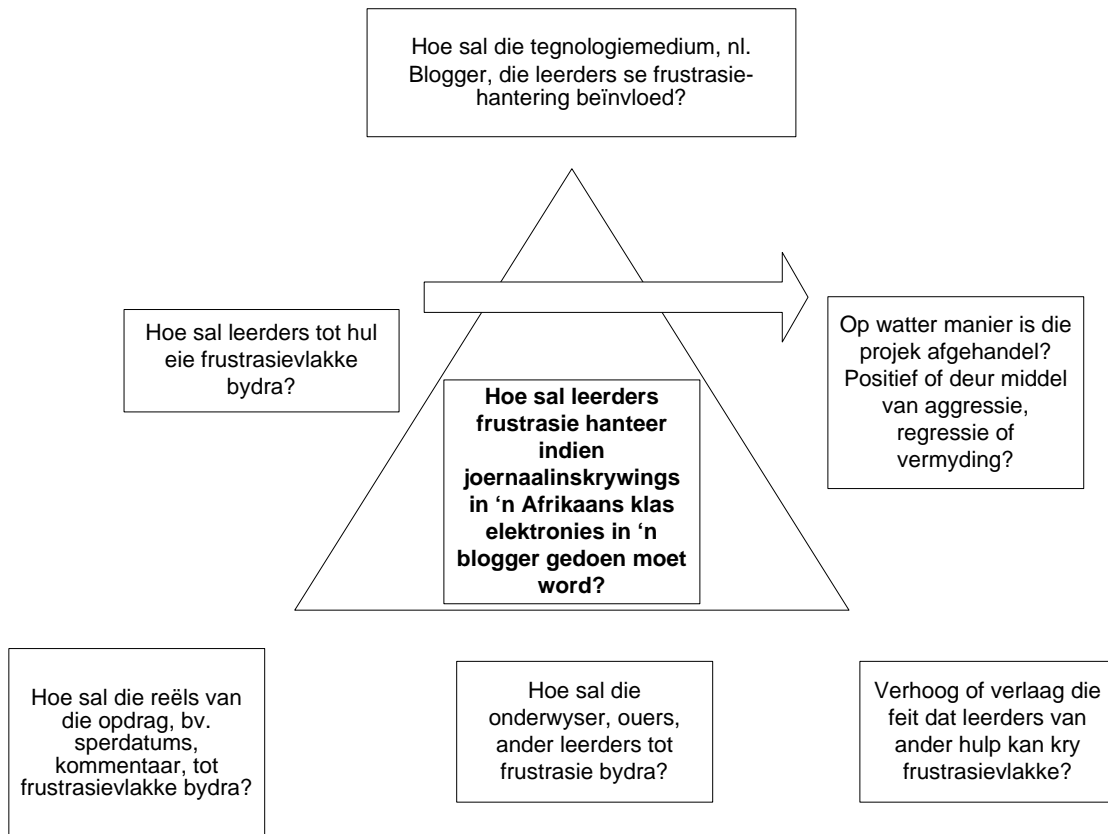 Hoe sal die tegnologiemedium, nl.
Blogger, die leerders se frustrasie-
hantering beïnvloed?
Hoe sal leerders tot hul
eie frustrasievlakke
bydra?
Op watter manier is die
projek afgehandel?
Positief of deur middel
van aggressie,
regressie of
vermyding?
Hoe sal leerders
frustrasie hanteer
indien
joernaalinskrywings
in ‘n Afrikaans klas
elektronies in ‘n
blogger gedoen moet
word?
Hoe sal die reëls van
die opdrag, bv.
sperdatums,
kommentaar, tot
frustrasievlakke bydra?
Hoe sal die
onderwyser, ouers,
ander leerders tot
frustrasie bydra?
Verhoog of verlaag die
feit dat leerders van
ander hulp kan kry
frustrasievlakke?